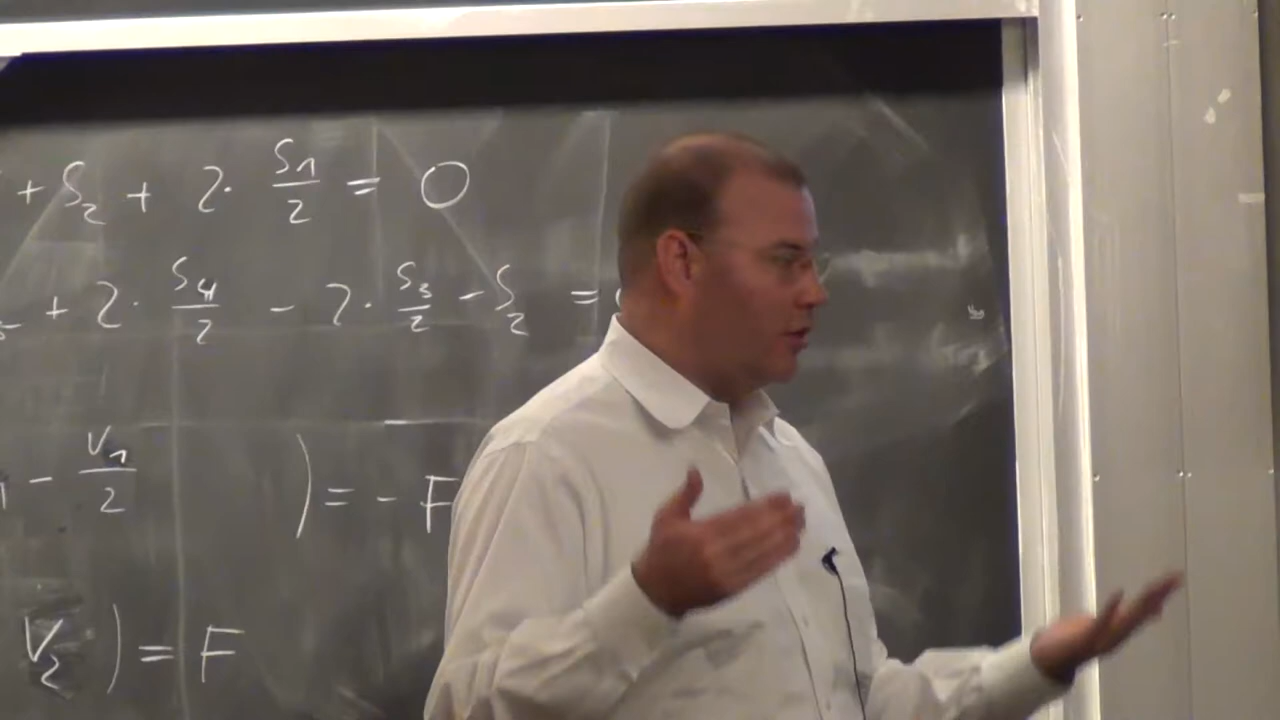 + S₂ + 2 · S₁/2 = 0
+ 2 · S₄/2 - 2 · S₃/2 - S₂ =
- V₁/2 ) = - F
V₂ ) = F